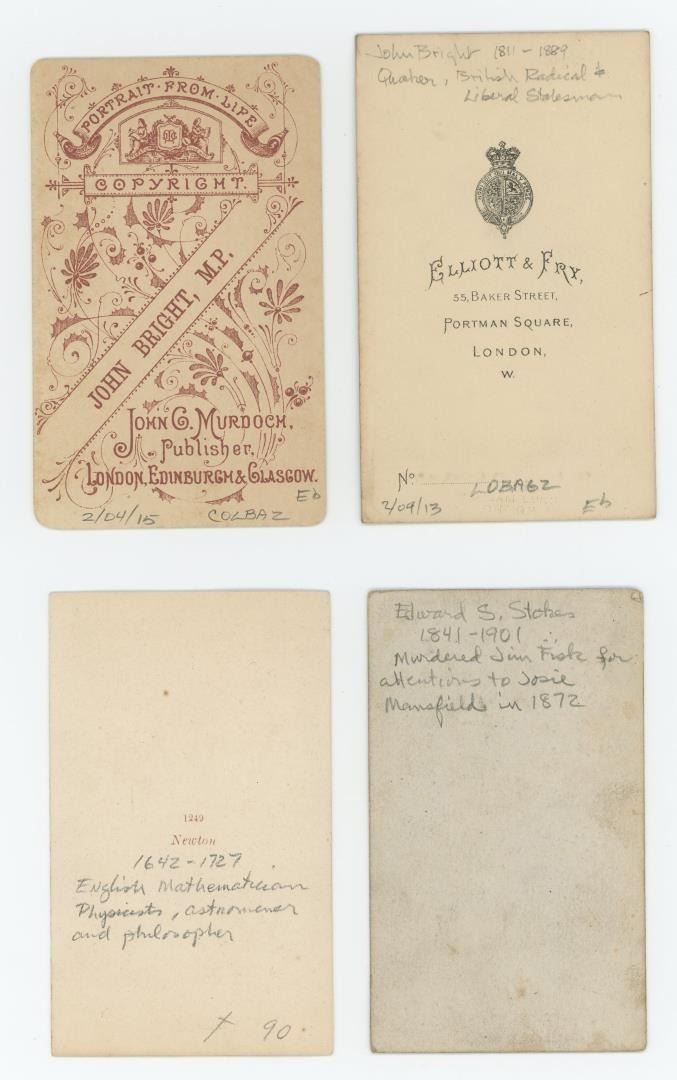 PORTRAIT · FROM · LIFE
COPYRIGHT.
JOHN BRIGHT, M.P.
JOHN G. MURDOCH,
Publisher,
LONDON, EDINBURGH & GLASGOW.
Eb
2/04/15 COLBAZ
John Bright 1811 - 1889
Quaker, British Radical &
Liberal Statesman
ELLIOTT & FRY,
55, BAKER STREET,
PORTMAN SQUARE,
LONDON,
W.
No LOBAGZ
2/09/13 Eb
1249
Newton
1642 - 1727
English Mathematician
Physicists, astronomer
and philosopher
x 90
Edward S. Stokes
1841-1901
Murdered Jim Fisk for
attentions to Josie
Mansfield in 1872